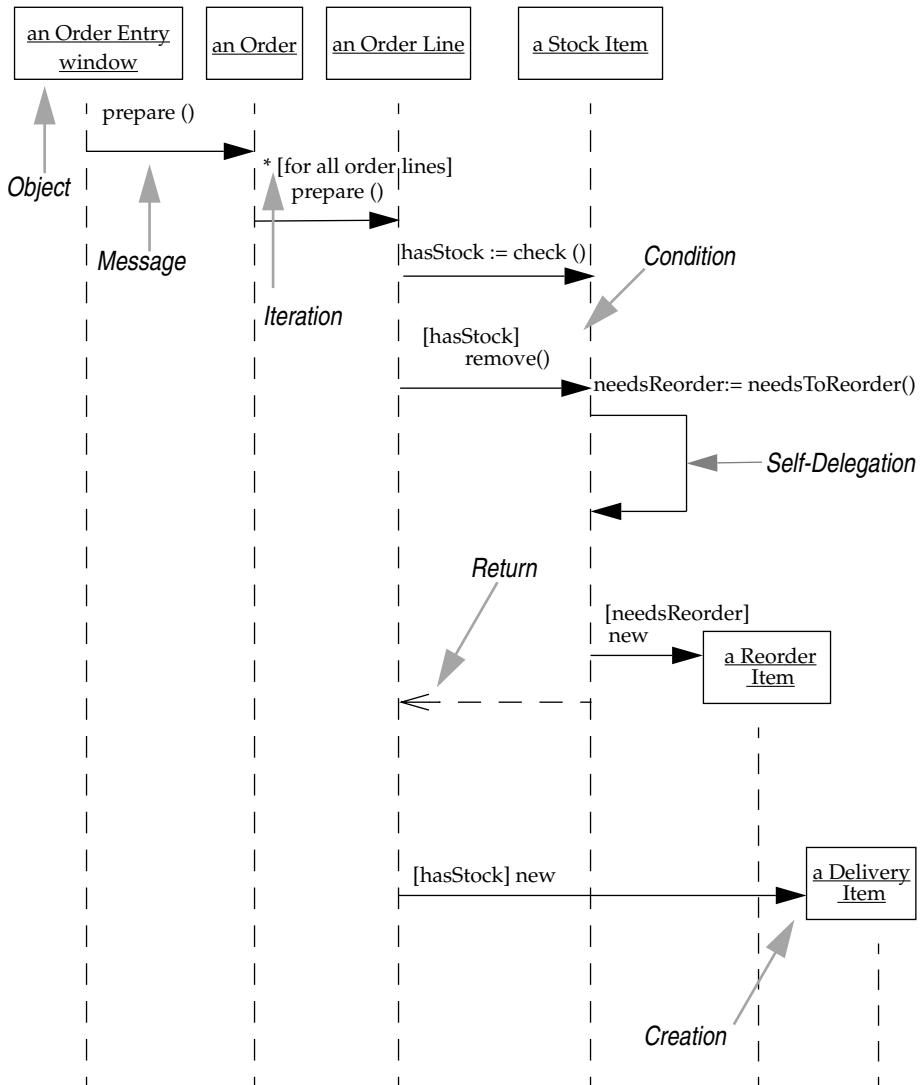 an Order Entry
window
an Order
an Order Line
a Stock Item
prepare ()
Object
* [for all order lines]
prepare ()
Message
hasStock := check ()
Condition
Iteration
[hasStock]
remove()
needsReorder:= needsToReorder()
Self-Delegation
Return
[needsReorder]
new
a Reorder
Item
[hasStock] new
a Delivery
Item
Creation